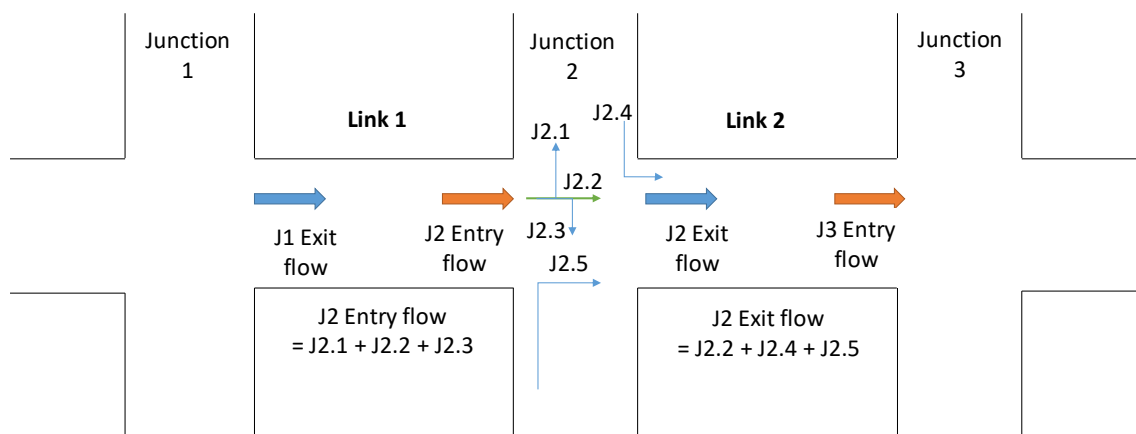 Junction
1
Junction
2
Junction
3
Link 1
J2.1
J2.4
Link 2
J2.2
J2.3
J1 Exit
flow
J2 Entry
flow
J2.5
J2 Exit
flow
J3 Entry
flow
J2 Entry flow
= J2.1 + J2.2 + J2.3
J2 Exit flow
= J2.2 + J2.4 + J2.5